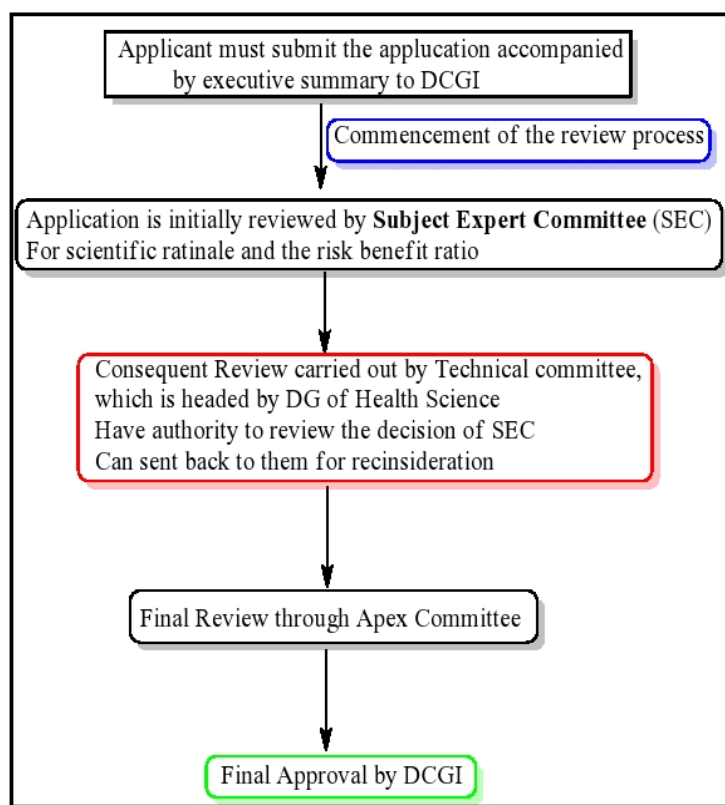 Applicant must submit the applucation accompanied
by executive summary to DCGI
Commencement of the review process
Application is initially reviewed by Subject Expert Committee (SEC)
For scientific ratinale and the risk benefit ratio
Consequent Review carried out by Technical committee,
which is headed by DG of Health Science
Have authority to review the decision of SEC
Can sent back to them for recinsideration
Final Review through Apex Committee
Final Approval by DCGI